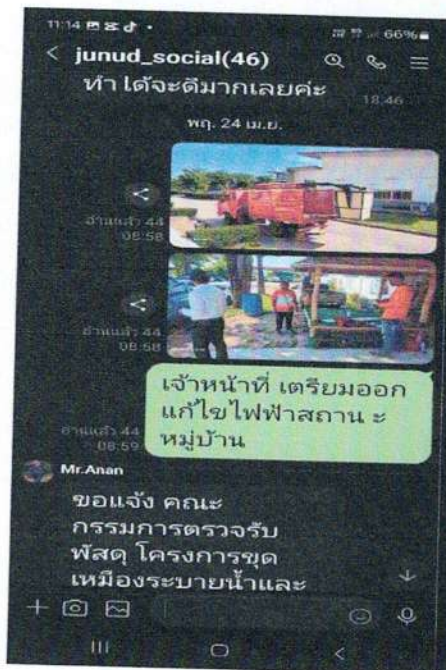 11:14
66%
junud_social(46)
ทำได้จะดีมากเลยค่ะ
18:46
พฤ. 24 เม.ย.
อ่านแล้ว 44
08:58
อ่านแล้ว 44
08:58
เจ้าหน้าที่ เตรียมออก
แก้ไขไฟฟ้าสถาน ะ
หมู่บ้าน
อ่านแล้ว 44
08:59
Mr.Anan
ขอแจ้ง คณะ
กรรมการตรวจรับ
พัสดุ โครงการขุด
เหมืองระบายน้ำและ